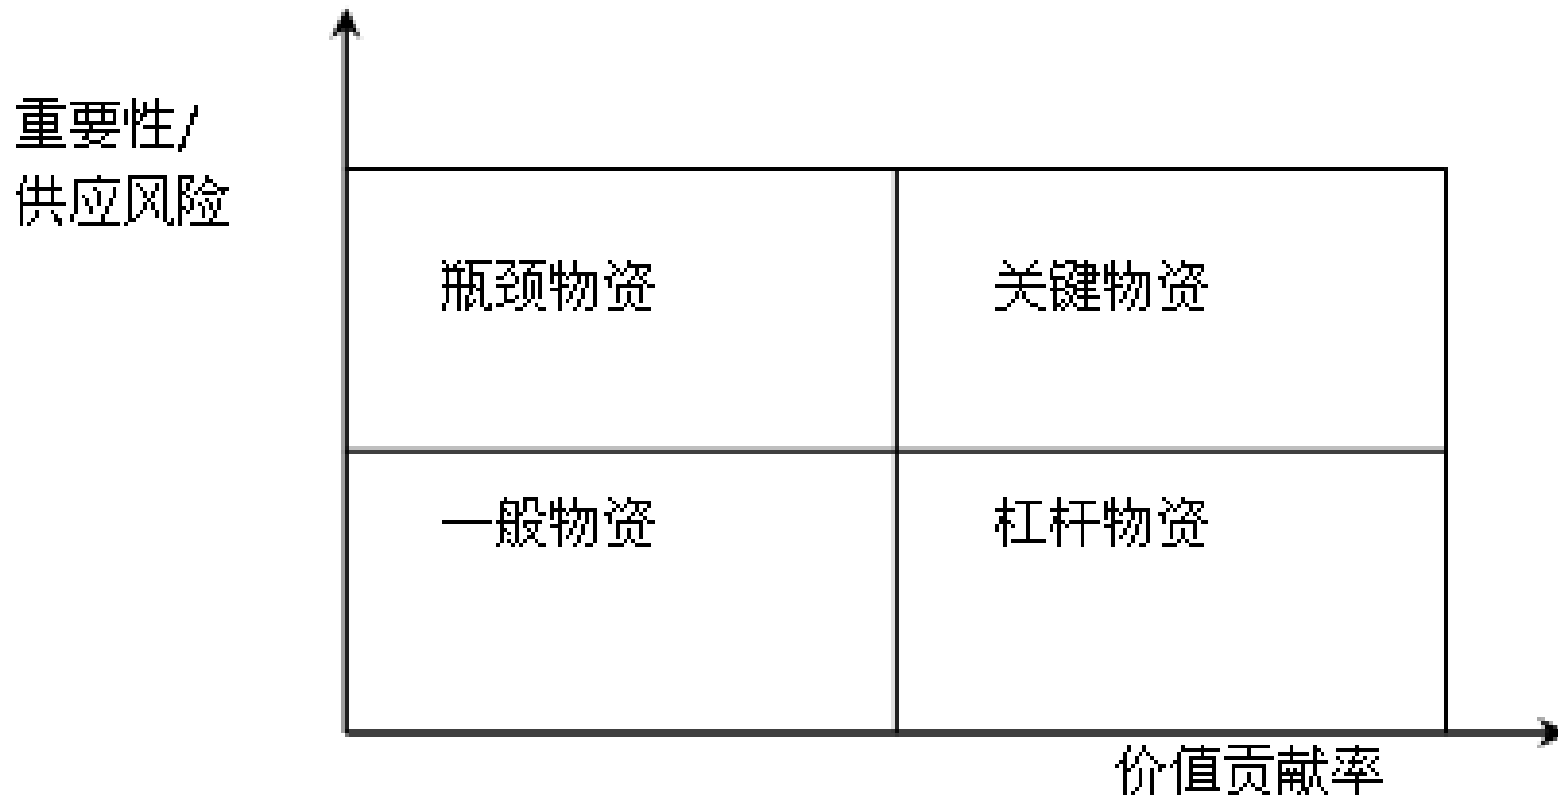 重要性/
供应风险
瓶颈物资
关键物资
一般物资
杠杆物资
价值贡献率